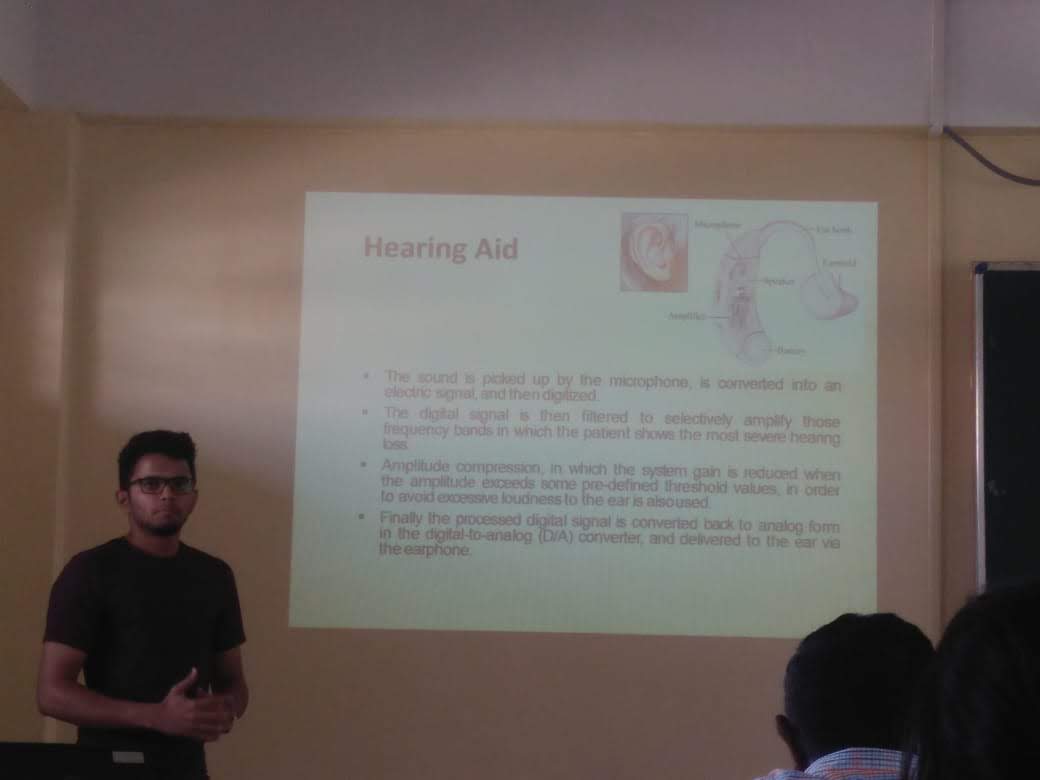 Hearing Aid
Microphone
Ear hook
Earmold
Speaker
Amplifier
Battery
• The sound is picked up by the microphone, is converted into an
electric signal, and then digitized.
• The digital signal is then filtered to selectively amplify those
frequency bands in which the patient shows the most severe hearing
loss.
• Amplitude compression, in which the system gain is reduced when
the amplitude exceeds some pre-defined threshold values, in order
to avoid excessive loudness to the ear is also used.
• Finally the processed digital signal is converted back to analog form
in the digital-to-analog (D/A) converter, and delivered to the ear via
the earphone.